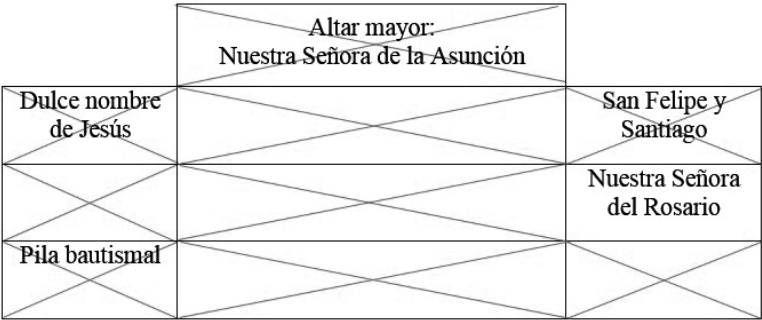 Altar mayor:
Nuestra Señora de la Asunción
Dulce nombre
de Jesús
San Felipe y
Santiago
Nuestra Señora
del Rosario
Pila bautismal